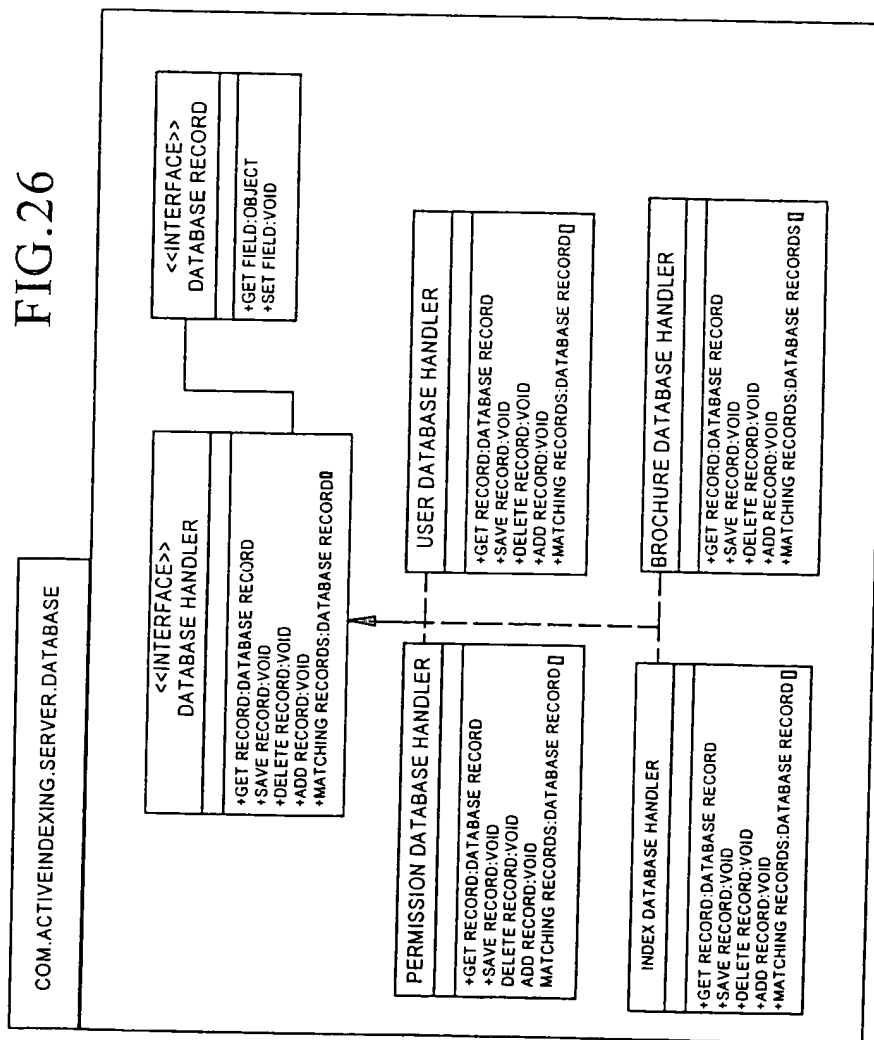 FIG.26
COM.ACTIVEINDEXING.SERVER.DATABASE
<<INTERFACE>>
DATABASE HANDLER
+GET RECORD:DATABASE RECORD
+SAVE RECORD:VOID
+DELETE RECORD:VOID
+ADD RECORD:VOID
+MATCHING RECORDS:DATABASE RECORD[]
<<INTERFACE>>
DATABASE RECORD
+GET FIELD:OBJECT
+SET FIELD:VOID
PERMISSION DATABASE HANDLER
+GET RECORD:DATABASE RECORD
+SAVE RECORD:VOID
DELETE RECORD:VOID
ADD RECORD:VOID
MATCHING RECORDS:DATABASE RECORD[]
USER DATABASE HANDLER
+GET RECORD:DATABASE RECORD
+SAVE RECORD:VOID
+DELETE RECORD:VOID
+ADD RECORD:VOID
+MATCHING RECORDS:DATABASE RECORD[]
INDEX DATABASE HANDLER
+GET RECORD:DATABASE RECORD
+SAVE RECORD:VOID
+DELETE RECORD:VOID
+ADD RECORD:VOID
+MATCHING RECORDS:DATABASE RECORD[]
BROCHURE DATABASE HANDLER
+GET RECORD:DATABASE RECORD
+SAVE RECORD:VOID
+DELETE RECORD:VOID
+ADD RECORD:VOID
+MATCHING RECORDS:DATABASE RECORDS[]